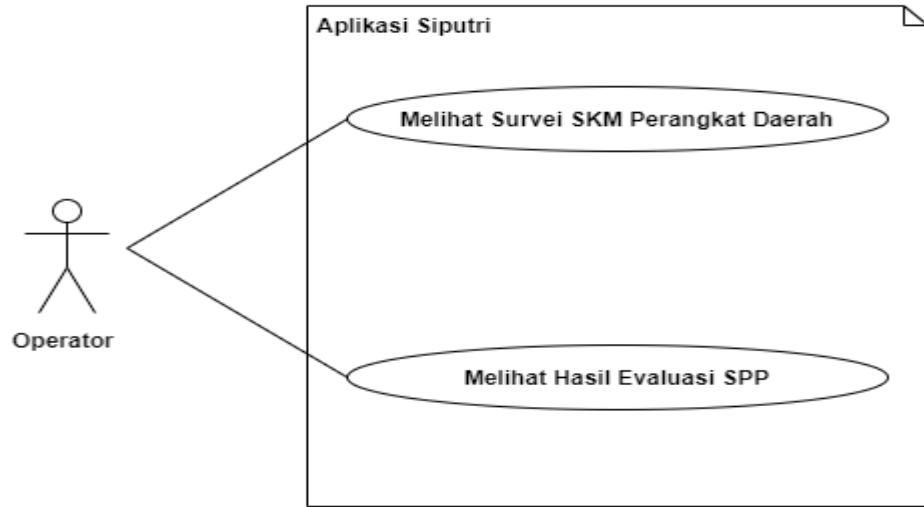 Aplikasi Siputri
Melihat Survei SKM Perangkat Daerah
Operator
Melihat Hasil Evaluasi SPP